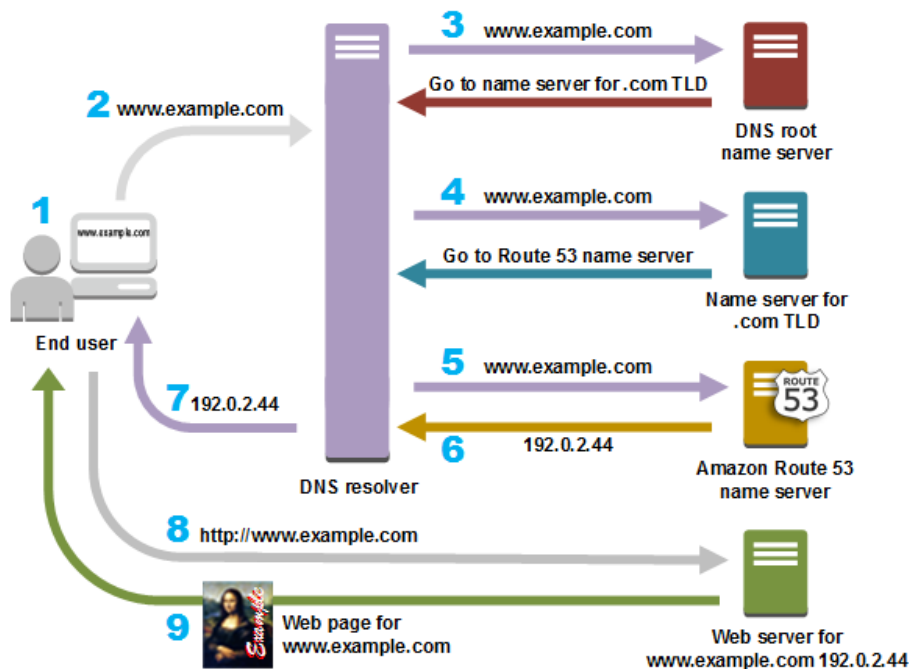 3 www.example.com
Go to name server for .com TLD
DNS root
name server
2 www.example.com
1
www.example.com
End user
4 www.example.com
Go to Route 53 name server
Name server for
.com TLD
5 www.example.com
ROUTE
53
6
192.0.2.44
Amazon Route 53
name server
7 192.0.2.44
DNS resolver
8 http://www.example.com
9
Example
Web page for
www.example.com
Web server for
www.example.com 192.0.2.44